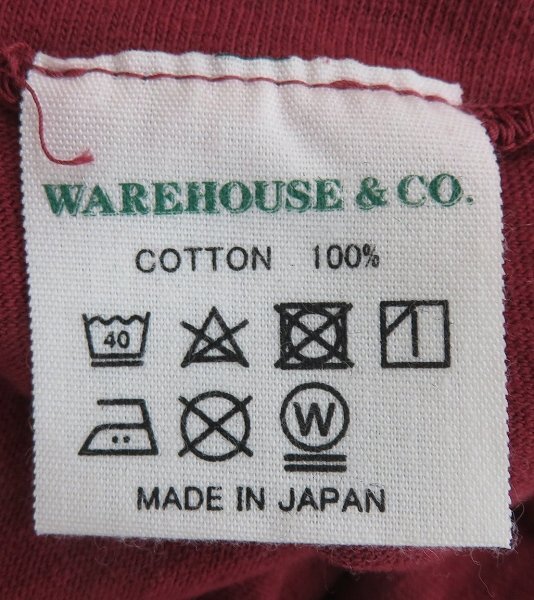 WAREHOUSE & CO.
COTTON 100%
40
W
MADE IN JAPAN